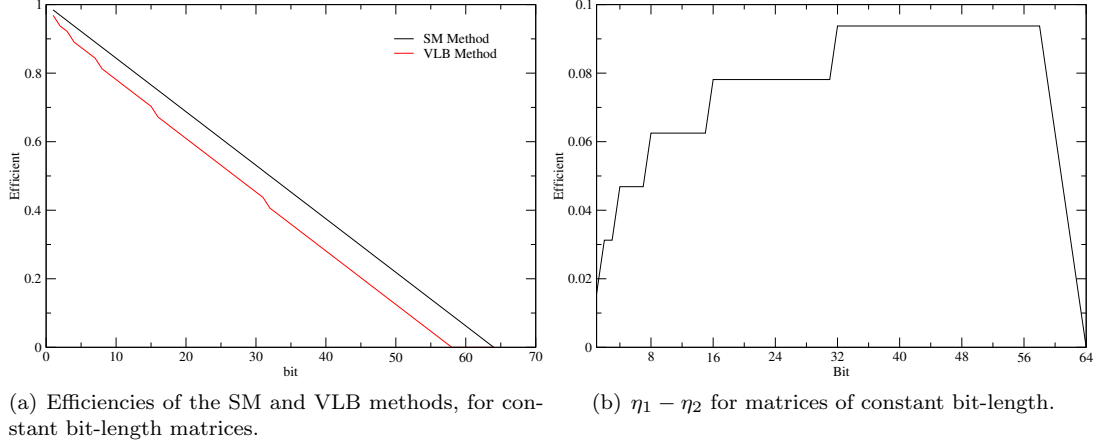 1
0.8
0.6
0.4
0.2
0
Efficient
0 10 20 30 40 50 60 70
bit
SM Method
VLB Method
0.1
0.08
0.06
0.04
0.02
0
Efficient
8 16 24 32 40 48 56 64
Bit
(a) Efficiencies of the SM and VLB methods, for con-
stant bit-length matrices.
(b) η₁ − η₂ for matrices of constant bit-length.